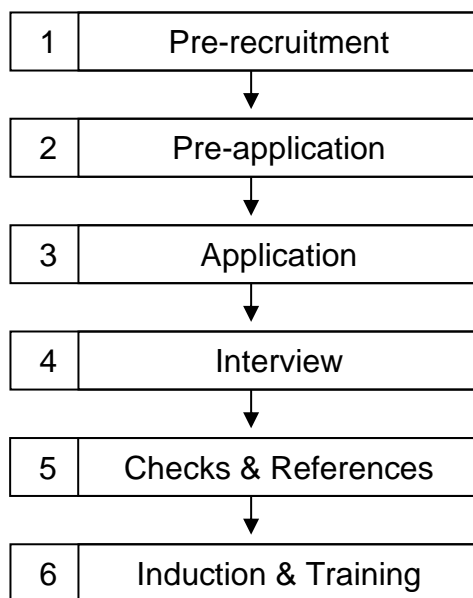 1 Pre-recruitment
2 Pre-application
3 Application
4 Interview
5 Checks & References
6 Induction & Training